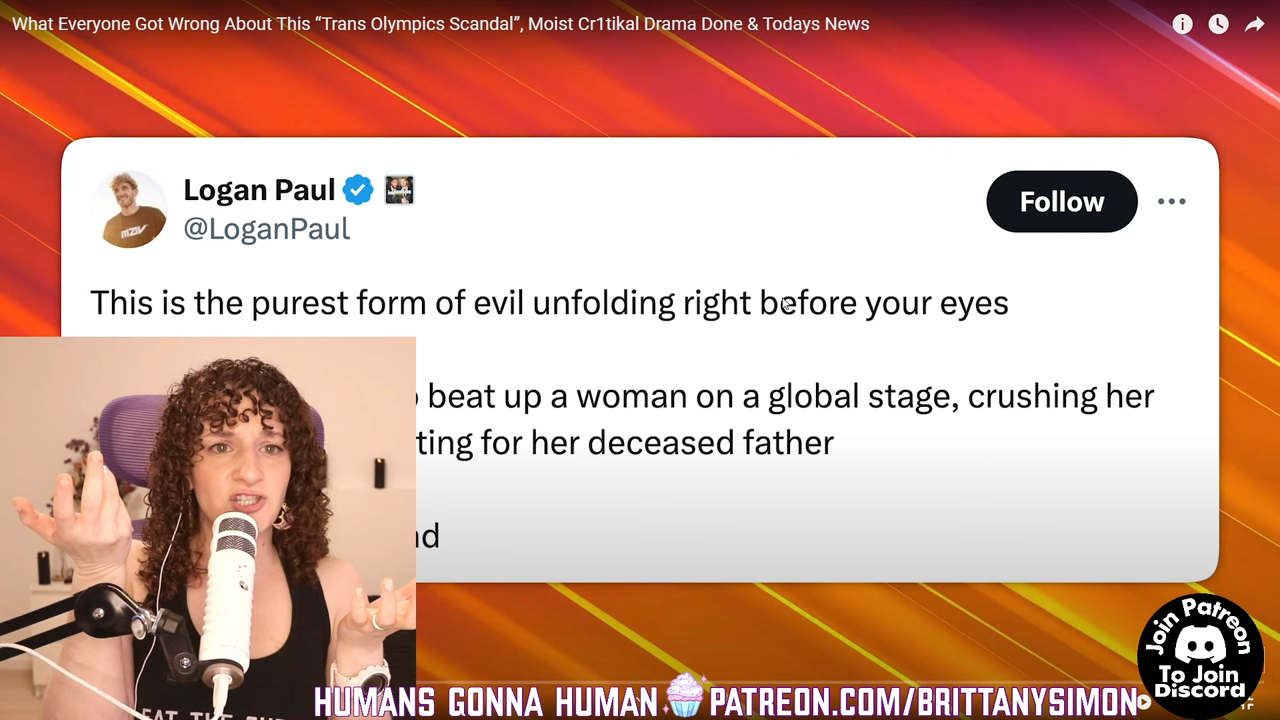 What Everyone Got Wrong About This “Trans Olympics Scandal”, Moist Cr1tikal Drama Done & Todays News
Logan Paul
@LoganPaul
Follow
This is the purest form of evil unfolding right before your eyes
beat up a woman on a global stage, crushing her
for her deceased father
EAT THE
HUMANS GONNA HUMAN PATREON.COM/BRITTANYSIMON
Join Patreon
To Join
Discord